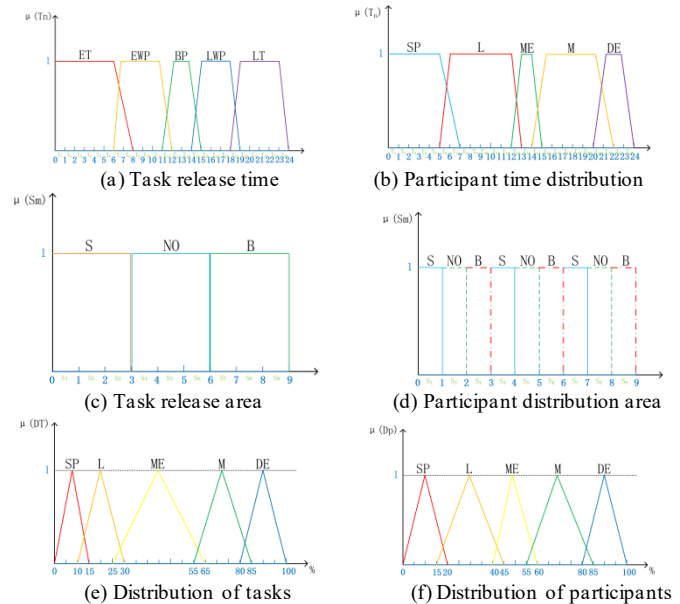 μ (Tn)
ET EWP BP LWP LT
1
0 1 2 3 4 5 6 7 8 9 10 11 12 13 14 15 16 17 18 19 20 21 22 23 24
(a) Task release time
μ (Tn)
SP L ME M DE
1
0 1 2 3 4 5 6 7 8 9 10 11 12 13 14 15 16 17 18 19 20 21 22 23 24
(b) Participant time distribution
μ (Sm)
S NO B
1
0 1 2 3 4 5 6 7 8 9
(c) Task release area
μ (Sm)
S NO B S NO B S NO B
1
0 1 2 3 4 5 6 7 8 9
(d) Participant distribution area
μ (DT)
SP L ME M DE
1
0 10 15 25 30 55 65 80 85 100 %
(e) Distribution of tasks
μ (Dp)
SP L ME M DE
1
0 15 20 40 45 55 60 80 85 100 %
(f) Distribution of participants